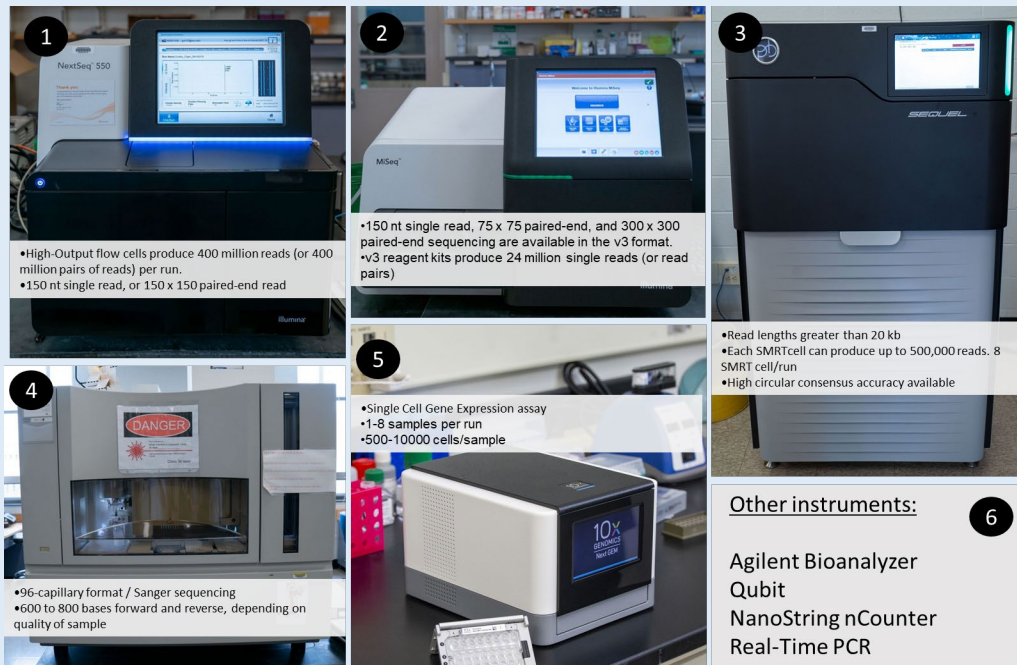 1
NextSeq™ 550
•High-Output flow cells produce 400 million reads (or 400
million pairs of reads) per run.
•150 nt single read, or 150 x 150 paired-end read
illumina®
2
Welcome to Illumina MiSeq
MiSeq™
•150 nt single read, 75 x 75 paired-end, and 300 x 300
paired-end sequencing are available in the v3 format.
•v3 reagent kits produce 24 million single reads (or read
pairs)
illumina®
3
SEQUEL
•Read lengths greater than 20 kb
•Each SMRTcell can produce up to 500,000 reads. 8
SMRT cell/run
•High circular consensus accuracy available
4
DANGER
•96-capillary format / Sanger sequencing
•600 to 800 bases forward and reverse, depending on
quality of sample
5
•Single Cell Gene Expression assay
•1-8 samples per run
•500-10000 cells/sample
10x
GENOMICS
Next GEM
Other instruments:
6
Agilent Bioanalyzer
Qubit
NanoString nCounter
Real-Time PCR